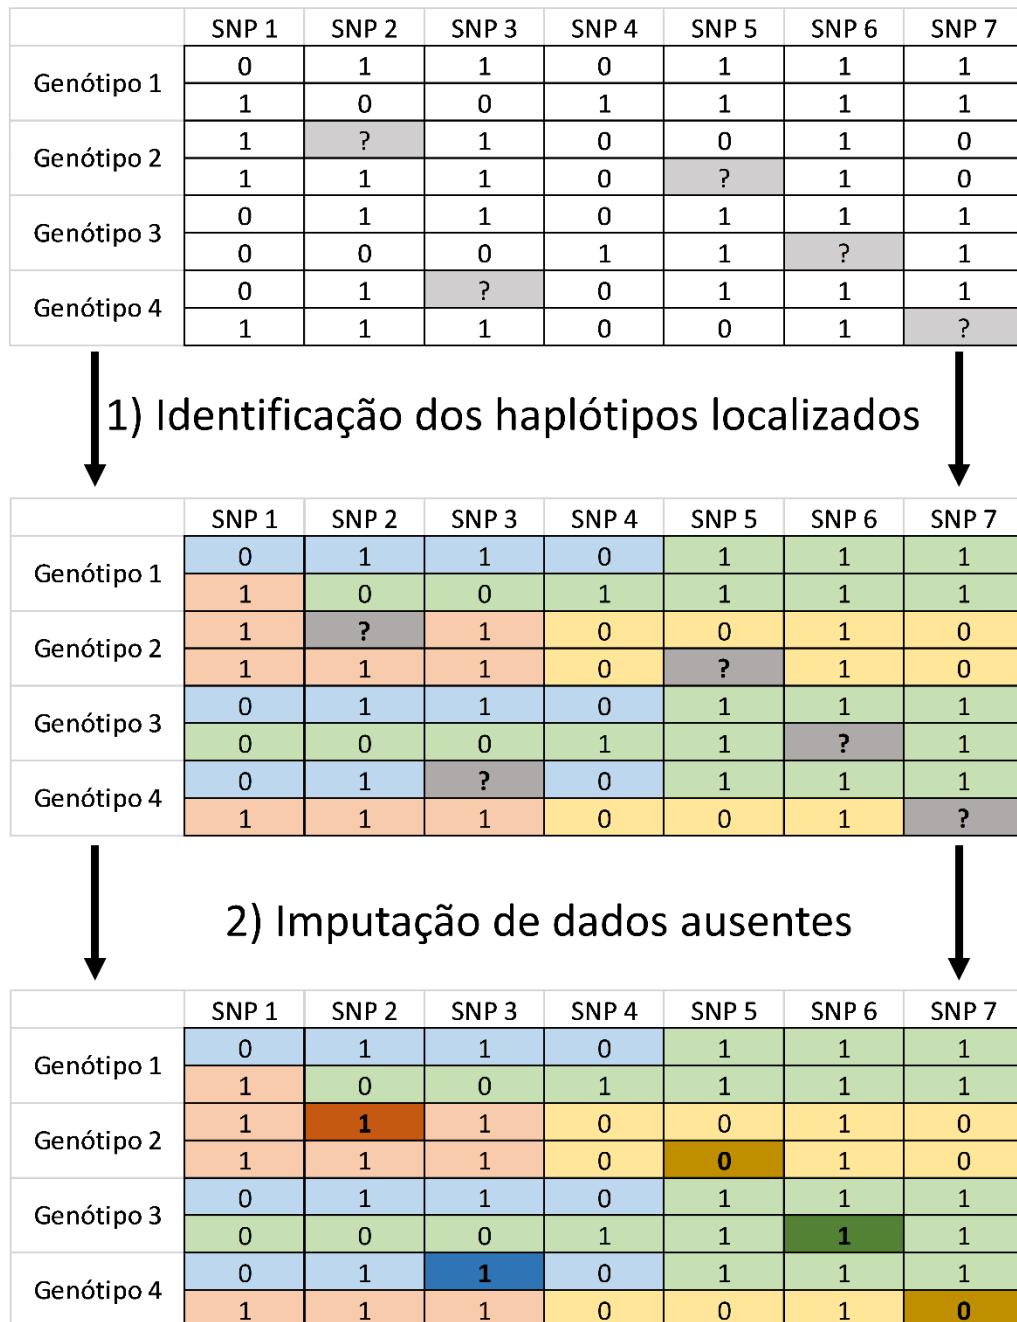 SNP 1 SNP 2 SNP 3 SNP 4 SNP 5 SNP 6 SNP 7
Genótipo 1
0 1 1 0 1 1 1
1 0 0 1 1 1 1
Genótipo 2
1 ? 1 0 0 1 0
1 1 1 0 ? 1 0
Genótipo 3
0 1 1 0 1 1 1
0 0 0 1 1 ? 1
Genótipo 4
0 1 ? 0 1 1 1
1 1 1 0 0 1 ?
1) Identificação dos haplótipos localizados
SNP 1 SNP 2 SNP 3 SNP 4 SNP 5 SNP 6 SNP 7
Genótipo 1
0 1 1 0 1 1 1
1 0 0 1 1 1 1
Genótipo 2
1 ? 1 0 0 1 0
1 1 1 0 ? 1 0
Genótipo 3
0 1 1 0 1 1 1
0 0 0 1 1 ? 1
Genótipo 4
0 1 ? 0 1 1 1
1 1 1 0 0 1 ?
2) Imputação de dados ausentes
SNP 1 SNP 2 SNP 3 SNP 4 SNP 5 SNP 6 SNP 7
Genótipo 1
0 1 1 0 1 1 1
1 0 0 1 1 1 1
Genótipo 2
1 1 1 0 0 1 0
1 1 1 0 0 1 0
Genótipo 3
0 1 1 0 1 1 1
0 0 0 1 1 1 1
Genótipo 4
0 1 1 0 1 1 1
1 1 1 0 0 1 0